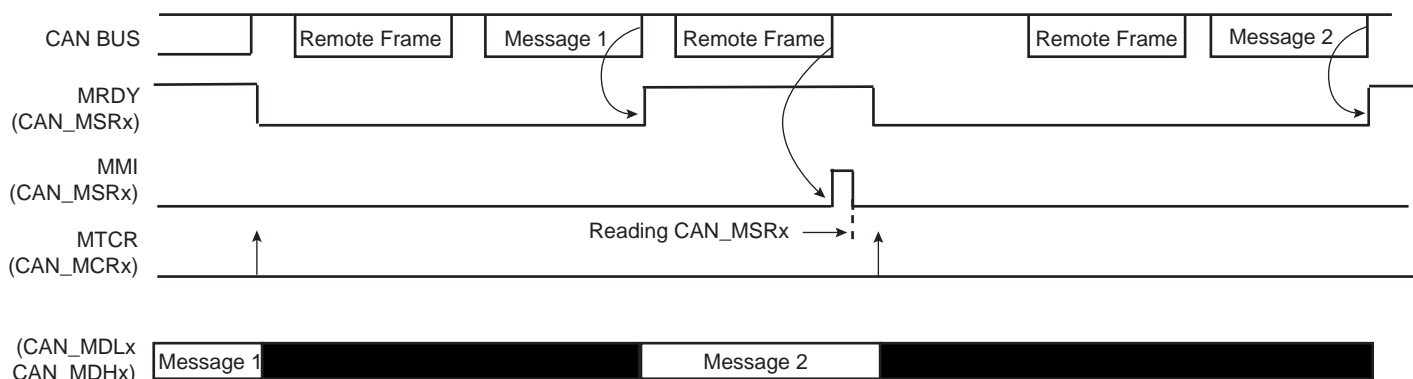 CAN BUS
Remote Frame
Message 1
Remote Frame
Remote Frame
Message 2
MRDY
(CAN_MSRx)
MMI
(CAN_MSRx)
Reading CAN_MSRx
MTCR
(CAN_MCRx)
(CAN_MDLx
CAN_MDHx)
Message 1
Message 2